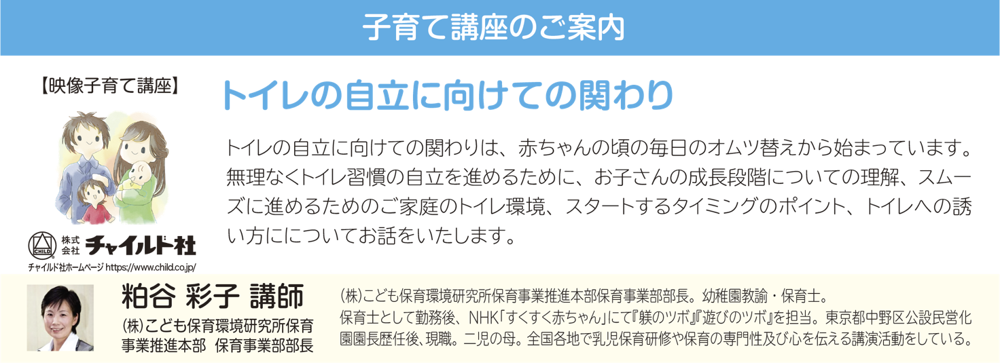 子育て講座のご案内
【映像子育て講座】
トイレの自立に向けての関わり
トイレの自立に向けての関わりは、赤ちゃんの頃の毎日のオムツ替えから始まっています。
無理なくトイレ習慣の自立を進めるために、お子さんの成長段階についての理解、スムー
ズに進めるためのご家庭のトイレ環境、スタートするタイミングのポイント、トイレへの誘
い方にについてお話をいたします。
CHILD
®
株式会社 チャイルド社
チャイルド社ホームページ https://www.child.co.jp/
粕谷 彩子 講師
(株)こども保育環境研究所保育
事業推進本部 保育事業部部長
(株)こども保育環境研究所保育事業推進本部保育事業部部長。幼稚園教諭・保育士。
保育士として勤務後、NHK「すくすく赤ちゃん」にて『躾のツボ』『遊びのツボ』を担当。東京都中野区公設民営化
園園長歴任後、現職。二児の母。全国各地で乳児保育研修や保育の専門性及び心を伝える講演活動をしている。